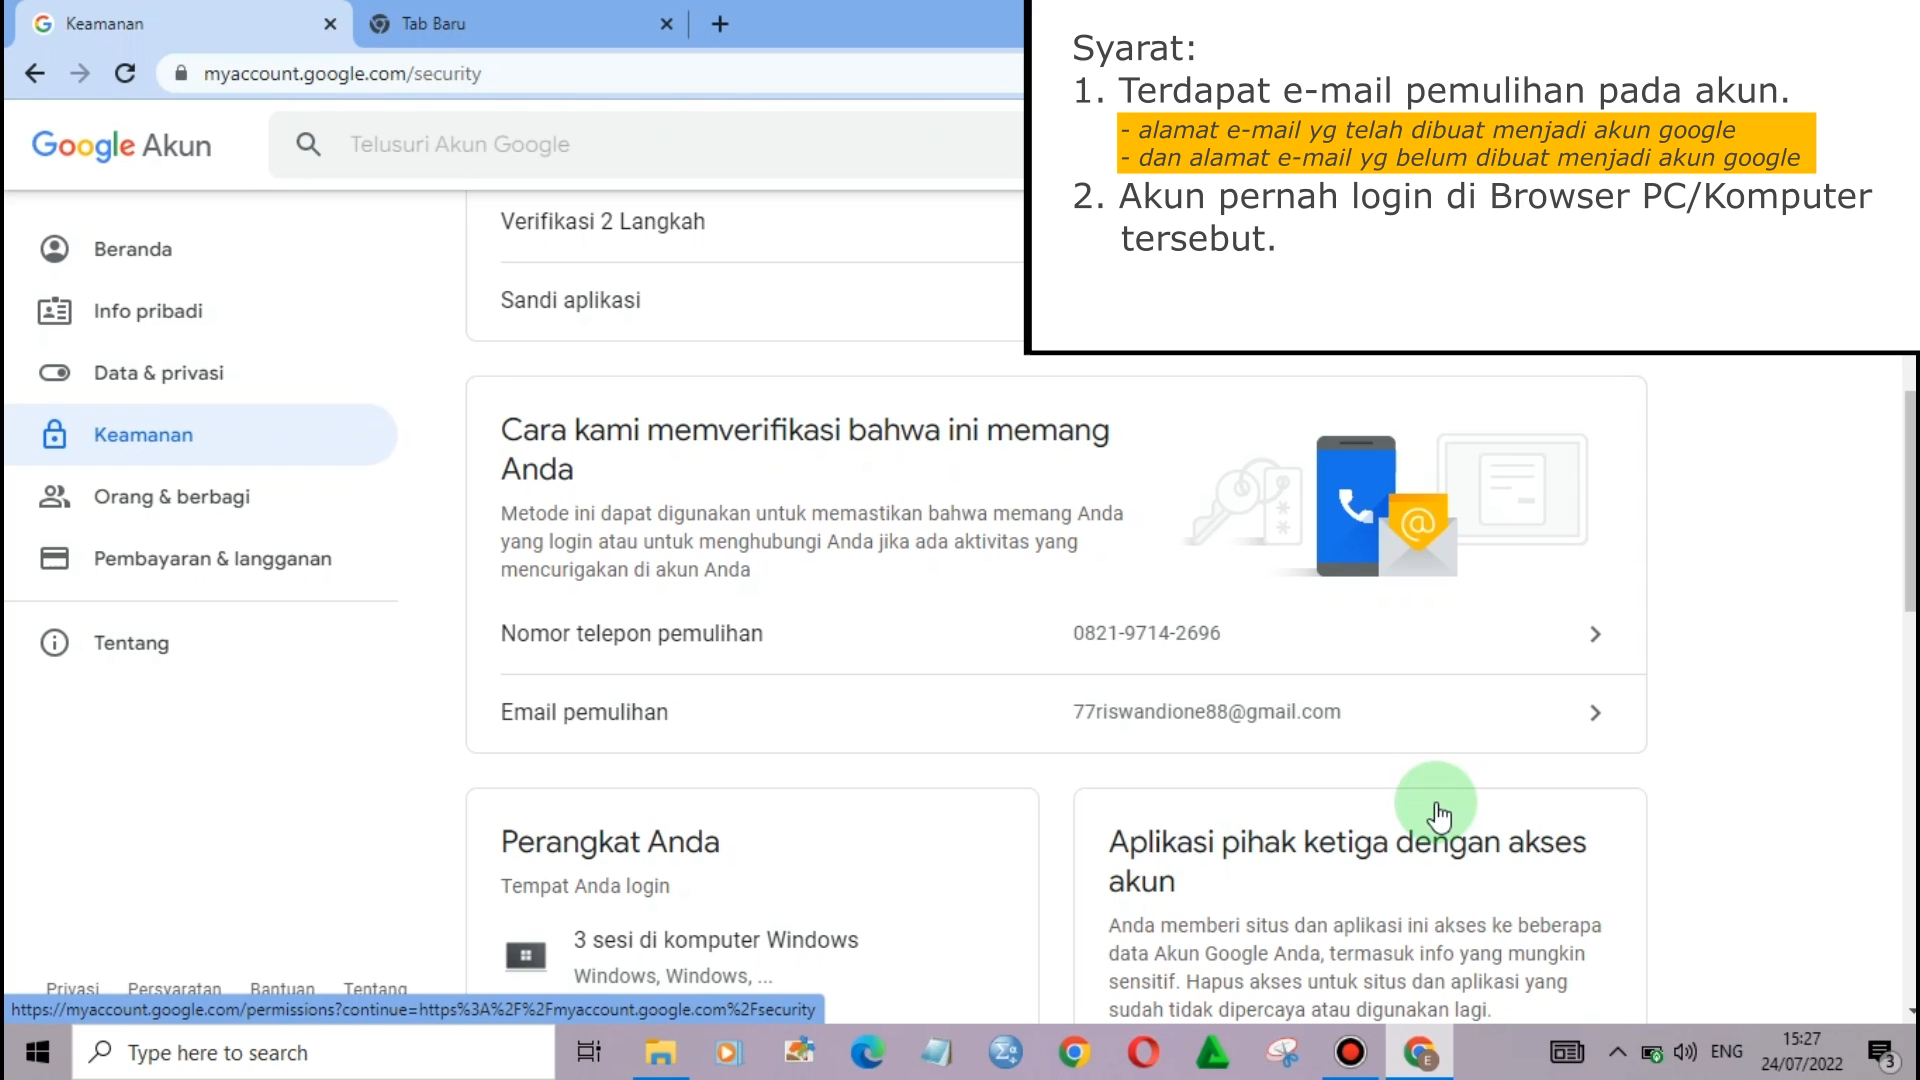 Keamanan
Tab Baru
myaccount.google.com/security
Syarat:
1. Terdapat e-mail pemulihan pada akun.
- alamat e-mail yg telah dibuat menjadi akun google
- dan alamat e-mail yg belum dibuat menjadi akun google
2. Akun pernah login di Browser PC/Komputer
tersebut.
Google Akun
Telusuri Akun Google
Beranda
Info pribadi
Data & privasi
Keamanan
Orang & berbagi
Pembayaran & langganan
Tentang
Verifikasi 2 Langkah
Sandi aplikasi
Cara kami memverifikasi bahwa ini memang
Anda
Metode ini dapat digunakan untuk memastikan bahwa memang Anda
yang login atau untuk menghubungi Anda jika ada aktivitas yang
mencurigakan di akun Anda
Nomor telepon pemulihan 0821-9714-2696
Email pemulihan 77riswandione88@gmail.com
Perangkat Anda
Tempat Anda login
3 sesi di komputer Windows
Windows, Windows, ...
Aplikasi pihak ketiga dengan akses
akun
Anda memberi situs dan aplikasi ini akses ke beberapa
data Akun Google Anda, termasuk info yang mungkin
sensitif. Hapus akses untuk situs dan aplikasi yang
sudah tidak dipercaya atau digunakan lagi.
Privasi Persyaratan Bantuan Tentang
https://myaccount.google.com/permissions?continue=https%3A%2F%2Fmyaccount.google.com%2Fsecurity
Type here to search
ENG
15:27
24/07/2022
3